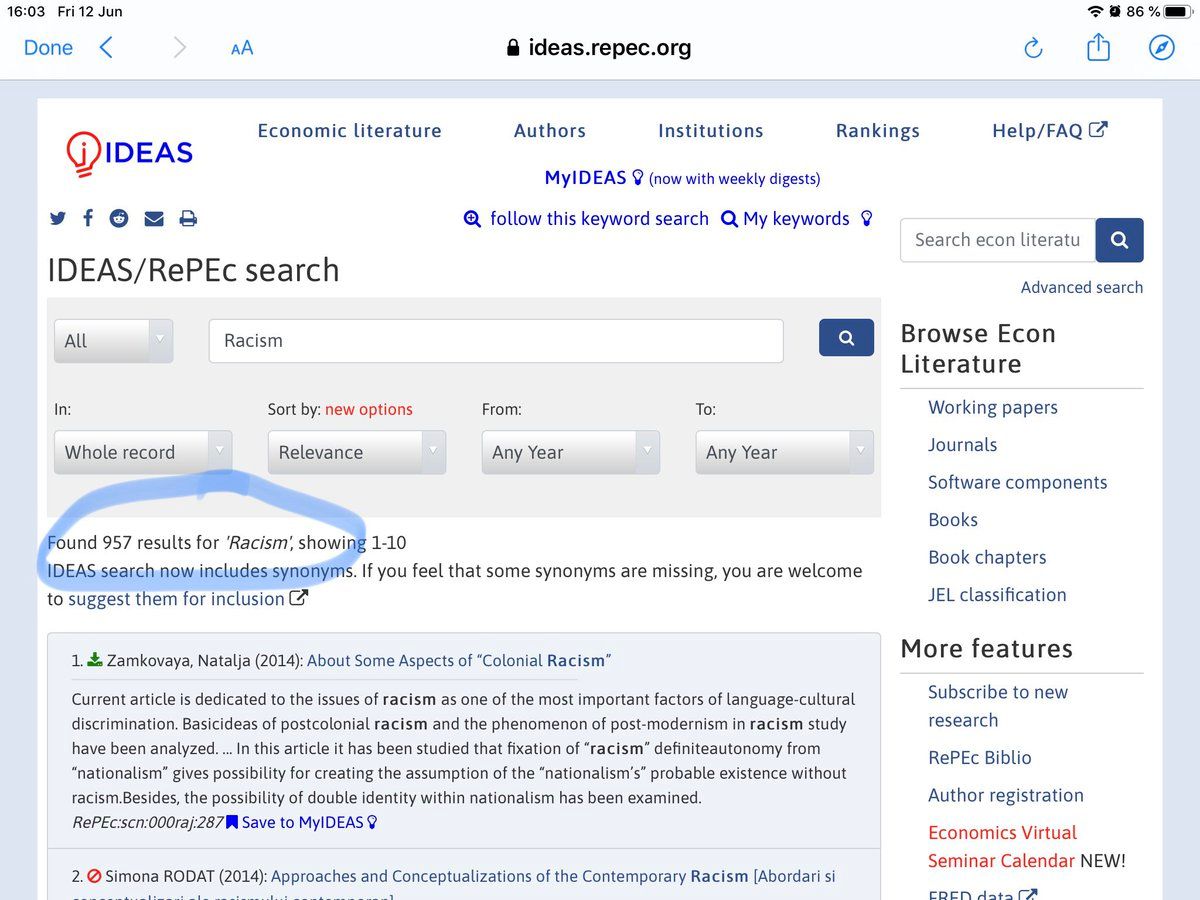 16:03 Fri 12 Jun
86 %
Done
AA
ideas.repec.org
IDEAS
Economic literature
Authors
Institutions
Rankings
Help/FAQ
MyIDEAS (now with weekly digests)
follow this keyword search
My keywords
IDEAS/RePEc search
All
Racism
In:
Sort by: new options
From:
To:
Whole record
Relevance
Any Year
Any Year
Found 957 results for 'Racism', showing 1-10
IDEAS search now includes synonyms. If you feel that some synonyms are missing, you are welcome
to suggest them for inclusion
1. Zamkovaya, Natalja (2014): About Some Aspects of “Colonial Racism”
Current article is dedicated to the issues of racism as one of the most important factors of language-cultural
discrimination. Basicideas of postcolonial racism and the phenomenon of post-modernism in racism study
have been analyzed. ... In this article it has been studied that fixation of “racism” definiteautonomy from
“nationalism” gives possibility for creating the assumption of the “nationalism’s” probable existence without
racism.Besides, the possibility of double identity within nationalism has been examined.
RePEc:scn:000raj:287 Save to MyIDEAS
2. Simona RODAT (2014): Approaches and Conceptualizations of the Contemporary Racism [Abordari si
conceptualizari ale rasismului contemporan]
Search econ literatu
Advanced search
Browse Econ
Literature
Working papers
Journals
Software components
Books
Book chapters
JEL classification
More features
Subscribe to new
research
RePEc Biblio
Author registration
Economics Virtual
Seminar Calendar NEW!
FRED data